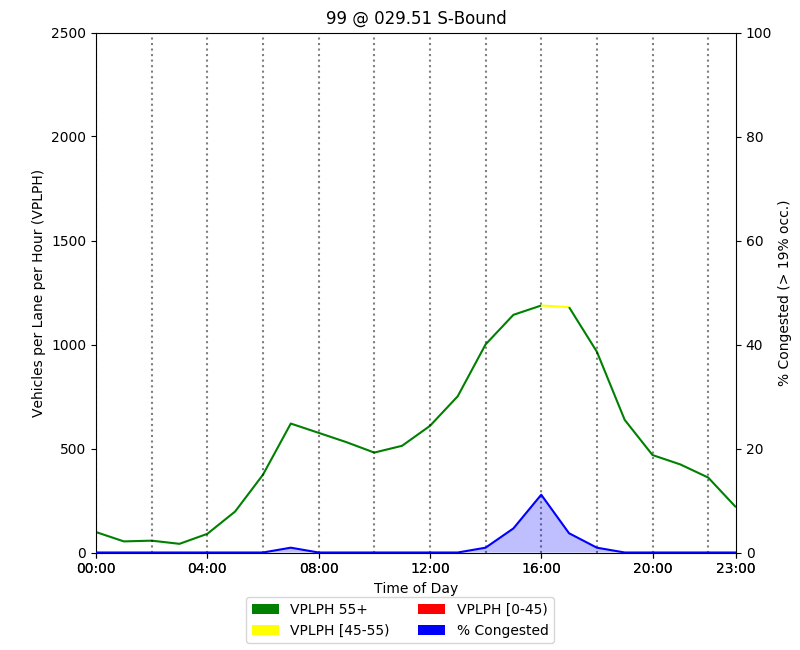 99 @ 029.51 S-Bound
Vehicles per Lane per Hour (VPLPH)
2500
2000
1500
1000
500
0
100
80
60
40
20
0
% Congested (> 19% occ.)
00:00 04:00 08:00 12:00 16:00 20:00 23:00
Time of Day
VPLPH 55+ VPLPH [0-45)
VPLPH [45-55) % Congested